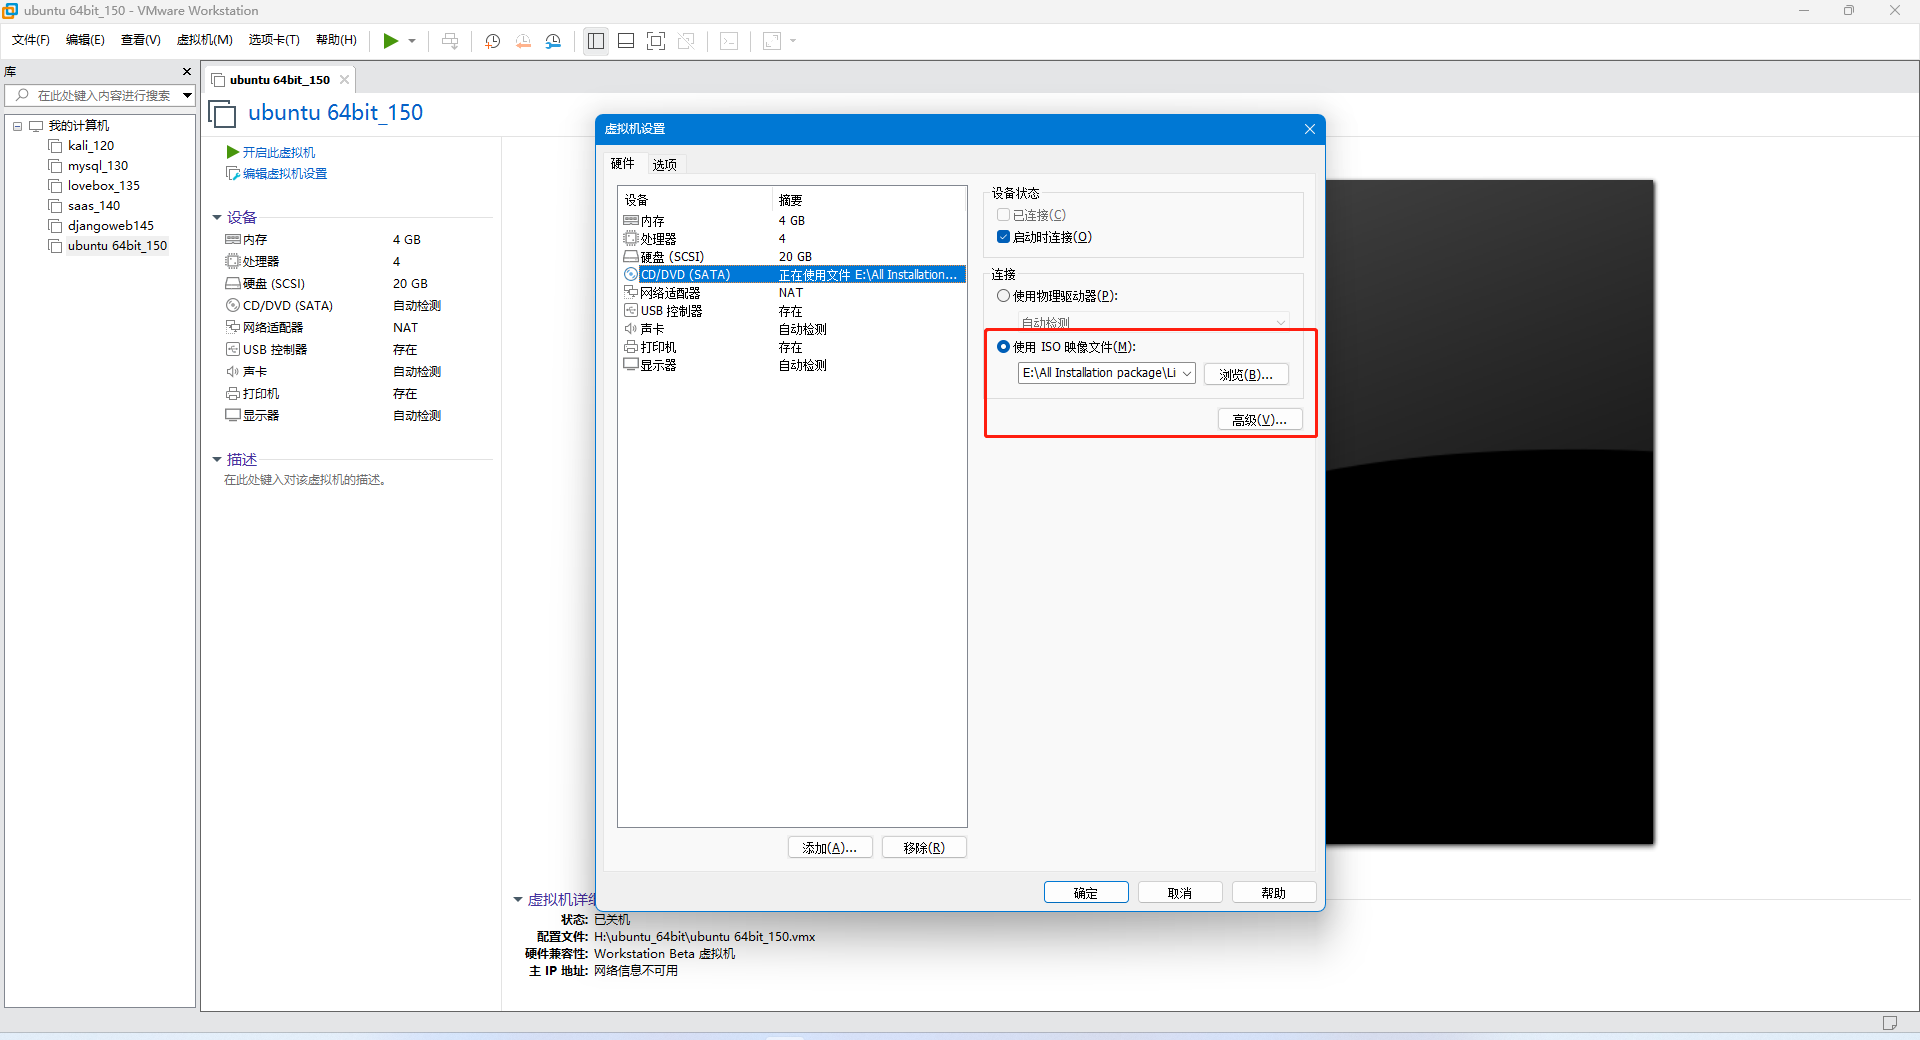 ubuntu 64bit_150 - VMware Workstation
文件(F) 编辑(E) 查看(V) 虚拟机(M) 选项卡(T) 帮助(H)
库
在此处键入内容进行搜索
我的计算机
kali_120
mysql_130
lovebox_135
saas_140
djangoweb145
ubuntu 64bit_150
ubuntu 64bit_150
ubuntu 64bit_150
开启此虚拟机
编辑虚拟机设置
设备
内存 4 GB
处理器 4
硬盘 (SCSI) 20 GB
CD/DVD (SATA) 自动检测
网络适配器 NAT
USB 控制器 存在
声卡 自动检测
打印机 存在
显示器 自动检测
描述
在此处键入对该虚拟机的描述。
虚拟机设置
硬件 选项
设备 摘要
内存 4 GB
处理器 4
硬盘 (SCSI) 20 GB
CD/DVD (SATA) 正在使用文件 E:\All Installation...
网络适配器 NAT
USB 控制器 存在
声卡 自动检测
打印机 存在
显示器 自动检测
添加(A)... 移除(R)
设备状态
已连接(C)
启动时连接(O)
连接
使用物理驱动器(P):
自动检测
使用 ISO 映像文件(M):
E:\All Installation package\Li 浏览(B)...
高级(V)...
确定 取消 帮助
虚拟机详
状态: 已关机
配置文件: H:\ubuntu_64bit\ubuntu 64bit_150.vmx
硬件兼容性: Workstation Beta 虚拟机
主 IP 地址: 网络信息不可用